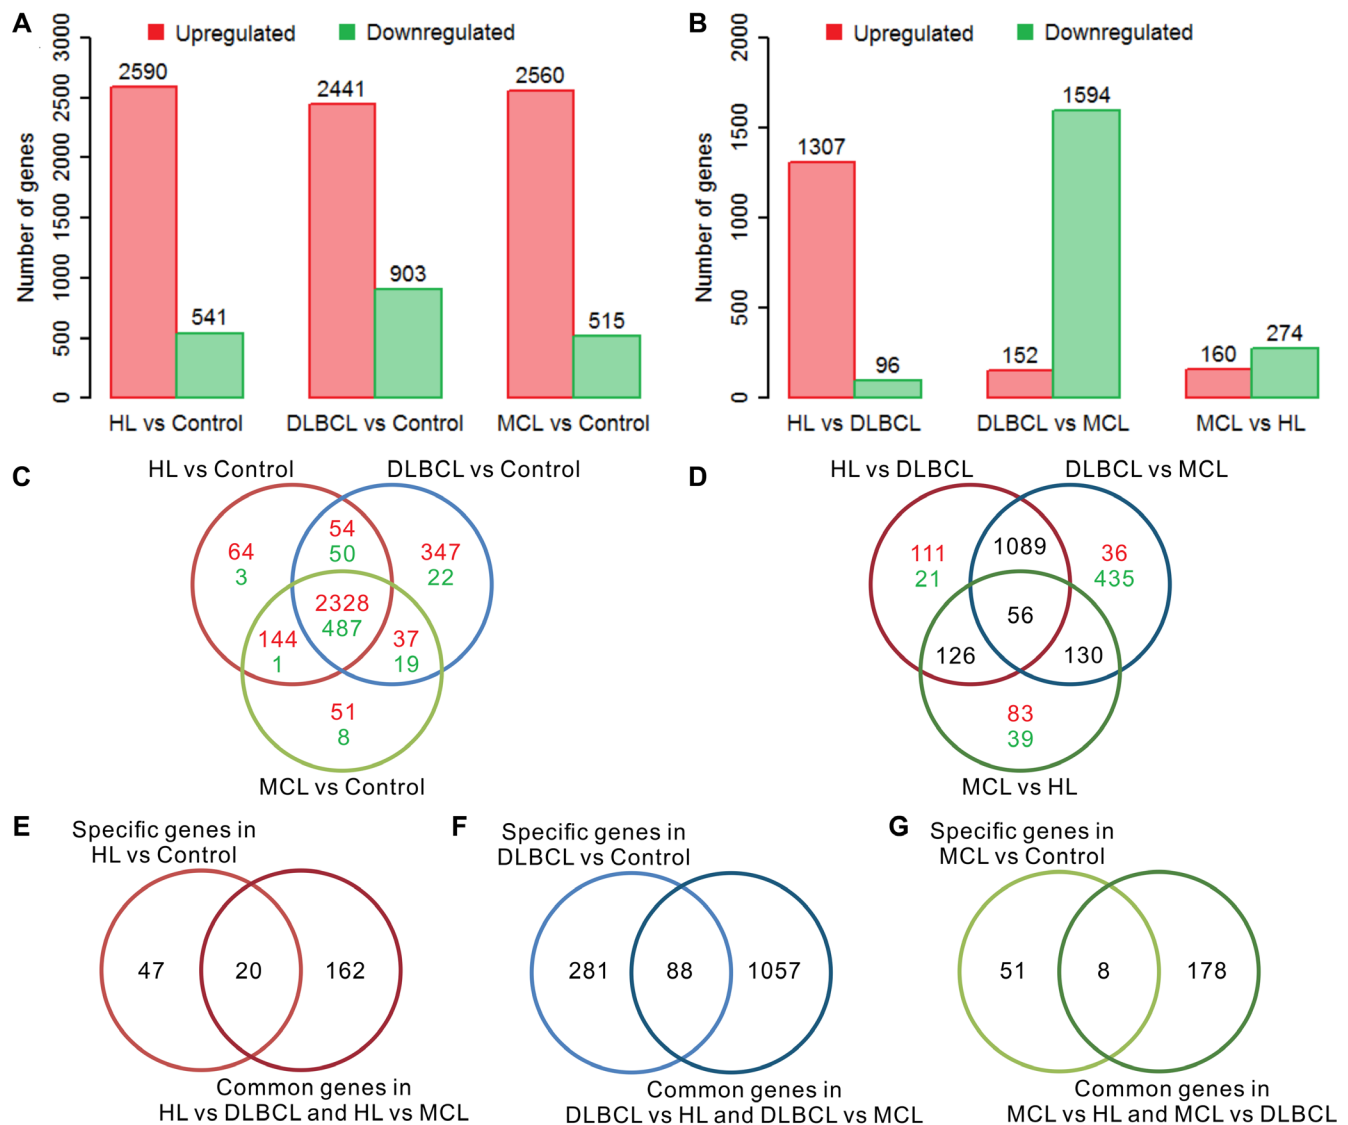 A
Upregulated
Downregulated
Number of genes
3000
2500
2000
1500
1000
500
0
2590
541
2441
903
2560
515
HL vs Control
DLBCL vs Control
MCL vs Control
B
Upregulated
Downregulated
Number of genes
2000
1500
1000
500
0
1307
96
152
1594
160
274
HL vs DLBCL
DLBCL vs MCL
MCL vs HL
C
HL vs Control
DLBCL vs Control
64
3
54
50
347
22
2328
487
144
1
37
19
51
8
MCL vs Control
D
HL vs DLBCL
DLBCL vs MCL
111
21
1089
36
435
56
126
130
83
39
MCL vs HL
E
Specific genes in
HL vs Control
47
20
162
Common genes in
HL vs DLBCL and HL vs MCL
F
Specific genes in
DLBCL vs Control
281
88
1057
Common genes in
DLBCL vs HL and DLBCL vs MCL
G
Specific genes in
MCL vs Control
51
8
178
Common genes in
MCL vs HL and MCL vs DLBCL